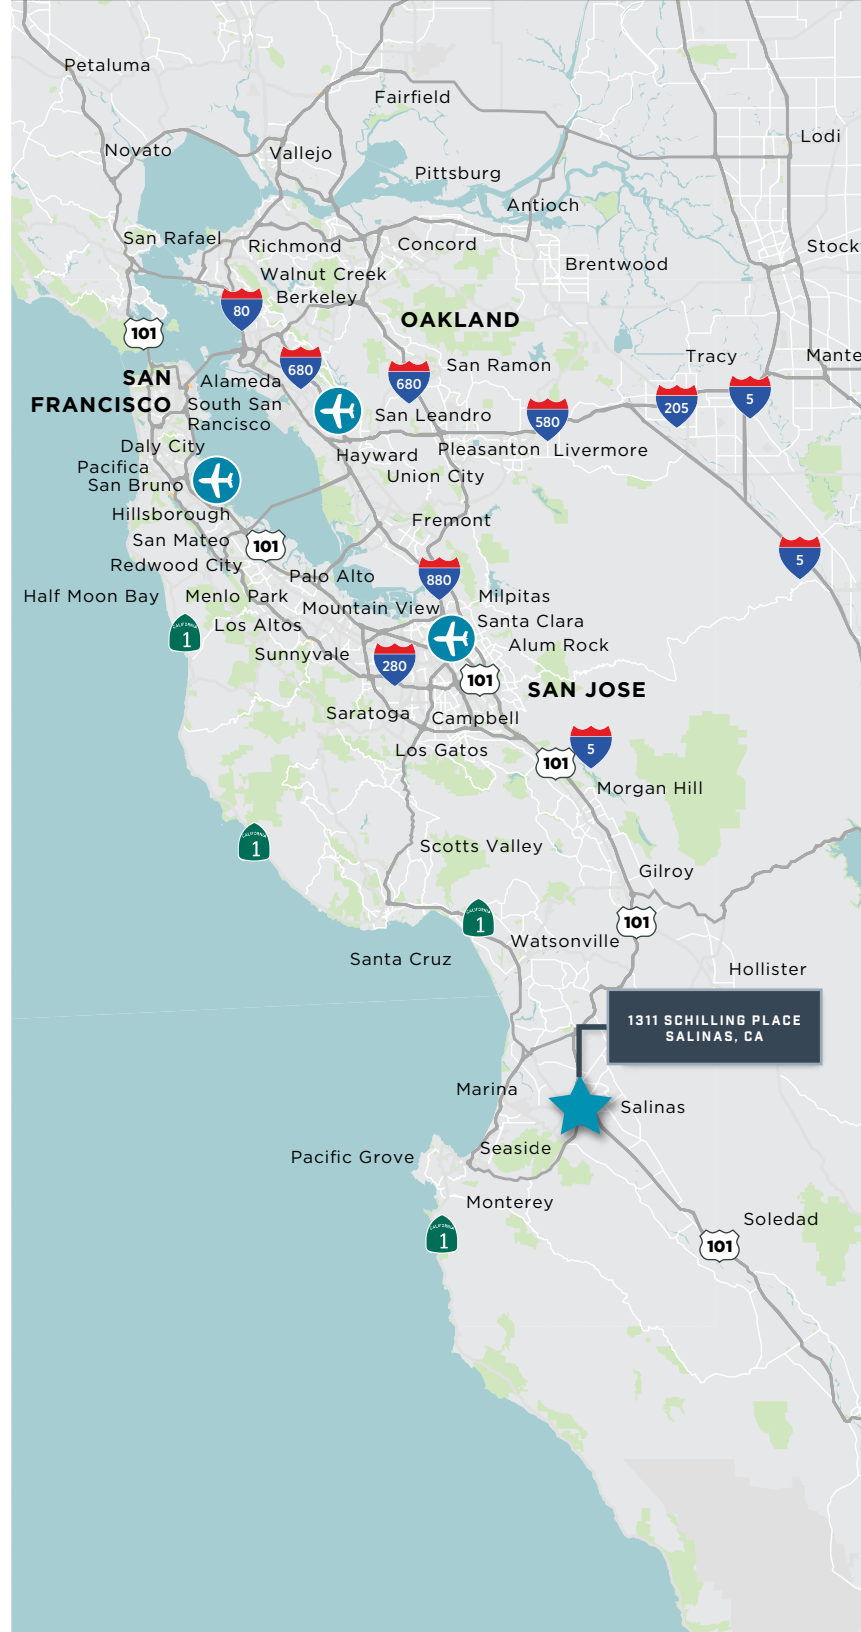 Petaluma
Fairfield
Lodi
Novato
Vallejo
Pittsburg
Antioch
San Rafael
Richmond
Concord
Stock
Brentwood
Walnut Creek
Berkeley
80
OAKLAND
101
Tracy
Mante
San Ramon
680
SAN
FRANCISCO
Alameda
680
5
205
South San
Rancisco
San Leandro
580
Daly City
Hayward
Pleasanton
Livermore
Pacifica
San Bruno
Union City
Hillsborough
Fremont
San Mateo
101
5
Redwood City
Palo Alto
880
Half Moon Bay
Menlo Park
Mountain View
Milpitas
CALIFORNIA
1
Los Altos
Santa Clara
Alum Rock
Sunnyvale
280
101
SAN JOSE
Saratoga
Campbell
Los Gatos
5
101
Morgan Hill
CALIFORNIA
1
Scotts Valley
Gilroy
CALIFORNIA
1
101
Watsonville
Santa Cruz
Hollister
1311 SCHILLING PLACE
SALINAS, CA
Marina
Salinas
Seaside
Pacific Grove
Monterey
Soledad
CALIFORNIA
1
101